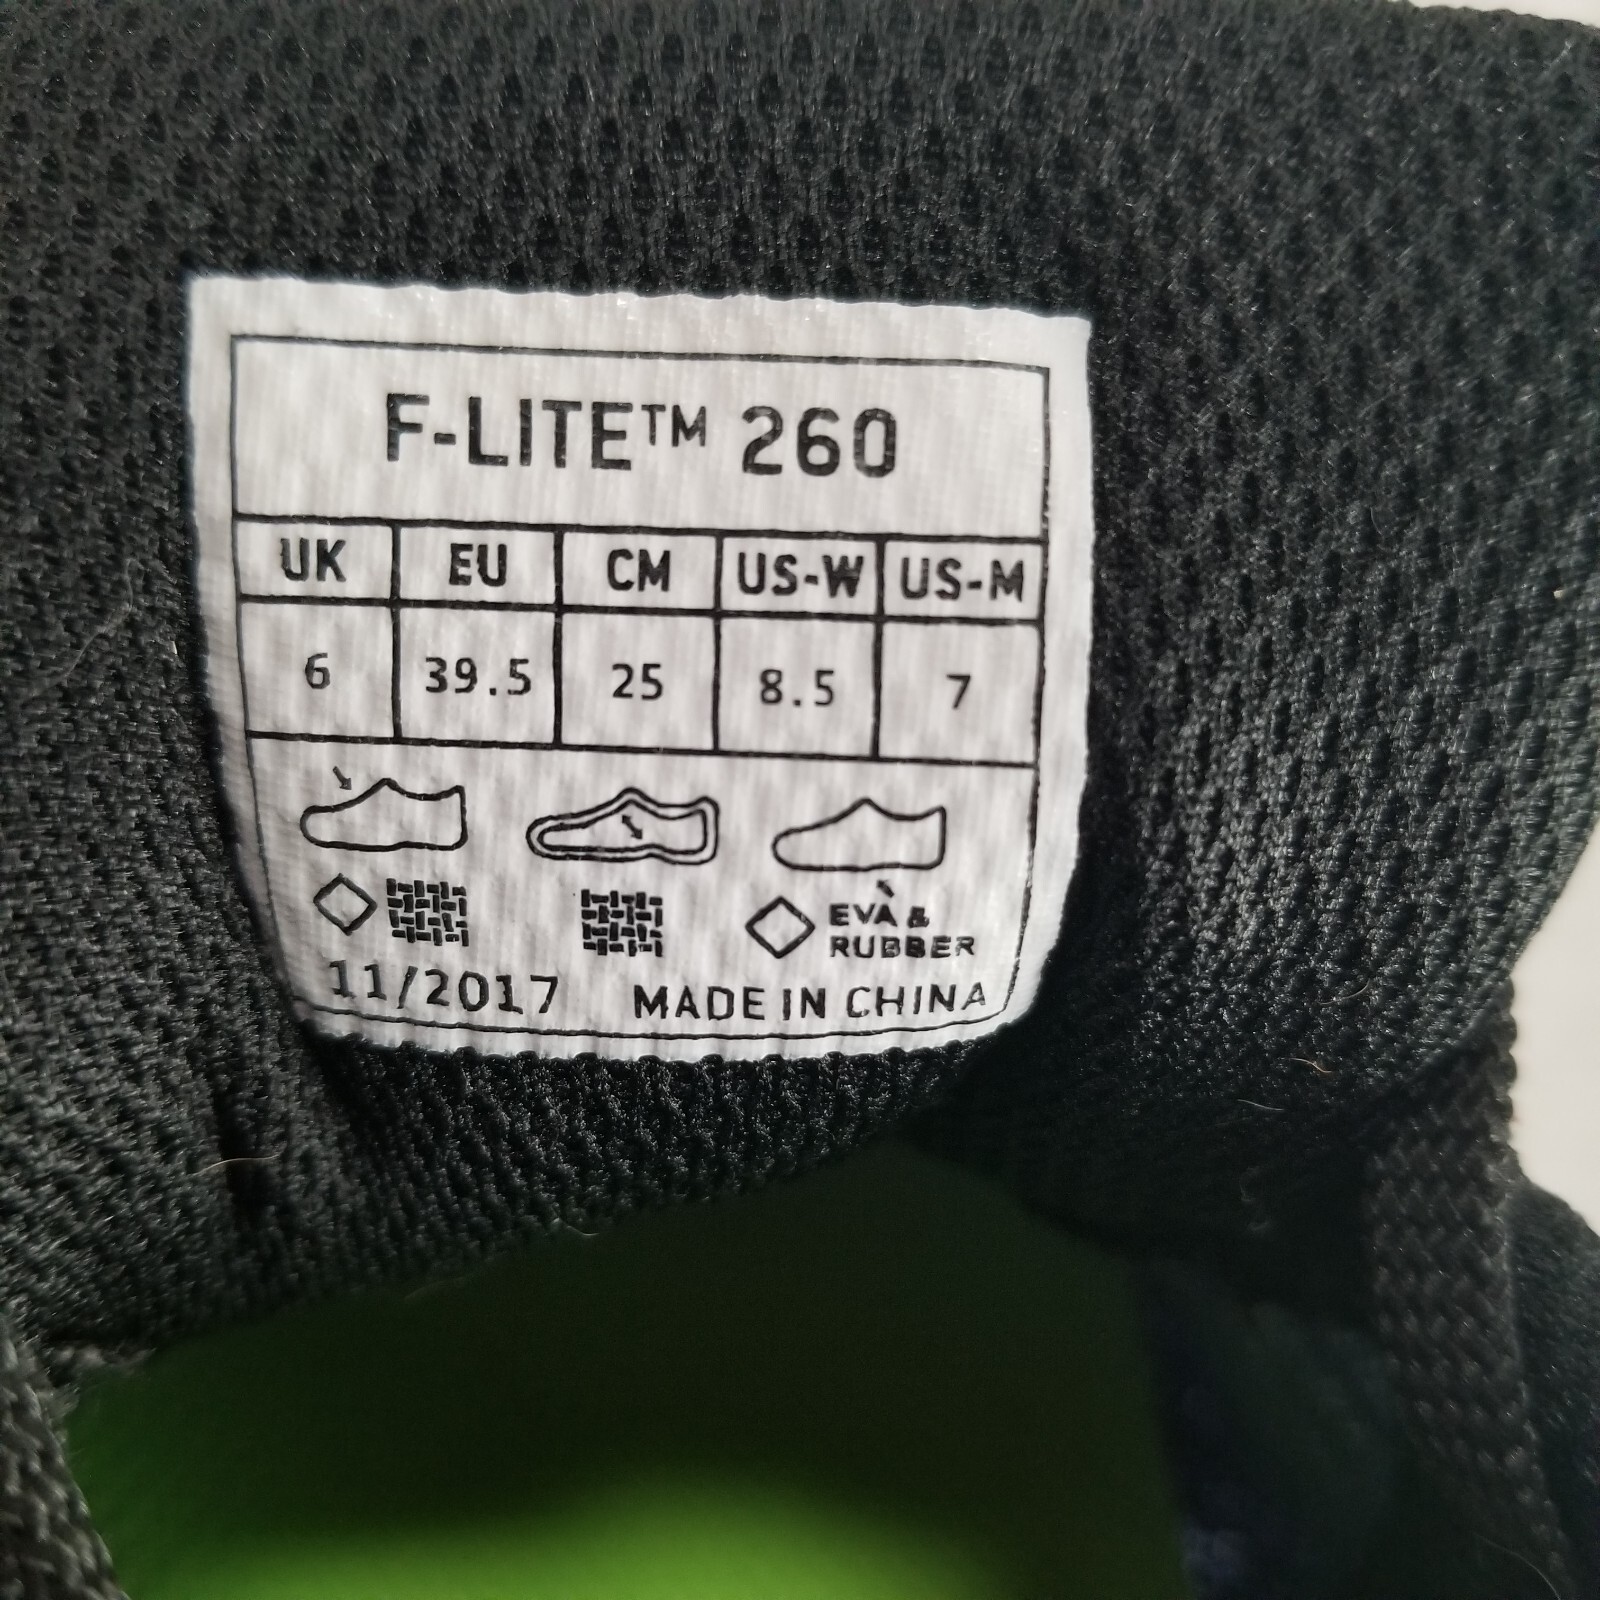 F-LITE™ 260
UK EU CM US-W US-M
6 39.5 25 8.5 7
EVA &
RUBBER
11/2017 MADE IN CHINA